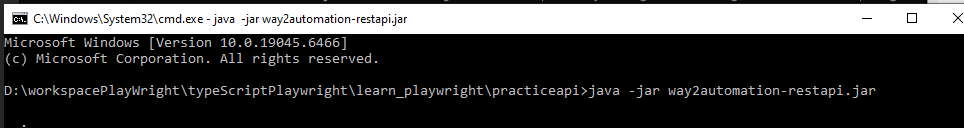 C:\Windows\System32\cmd.exe - java -jar way2automation-restapi.jar
Microsoft Windows [Version 10.0.19045.6466]
(c) Microsoft Corporation. All rights reserved.
D:\workspacePlayWright\typeScriptPlaywright\learn_playwright\practiceapi>java -jar way2automation-restapi.jar
.